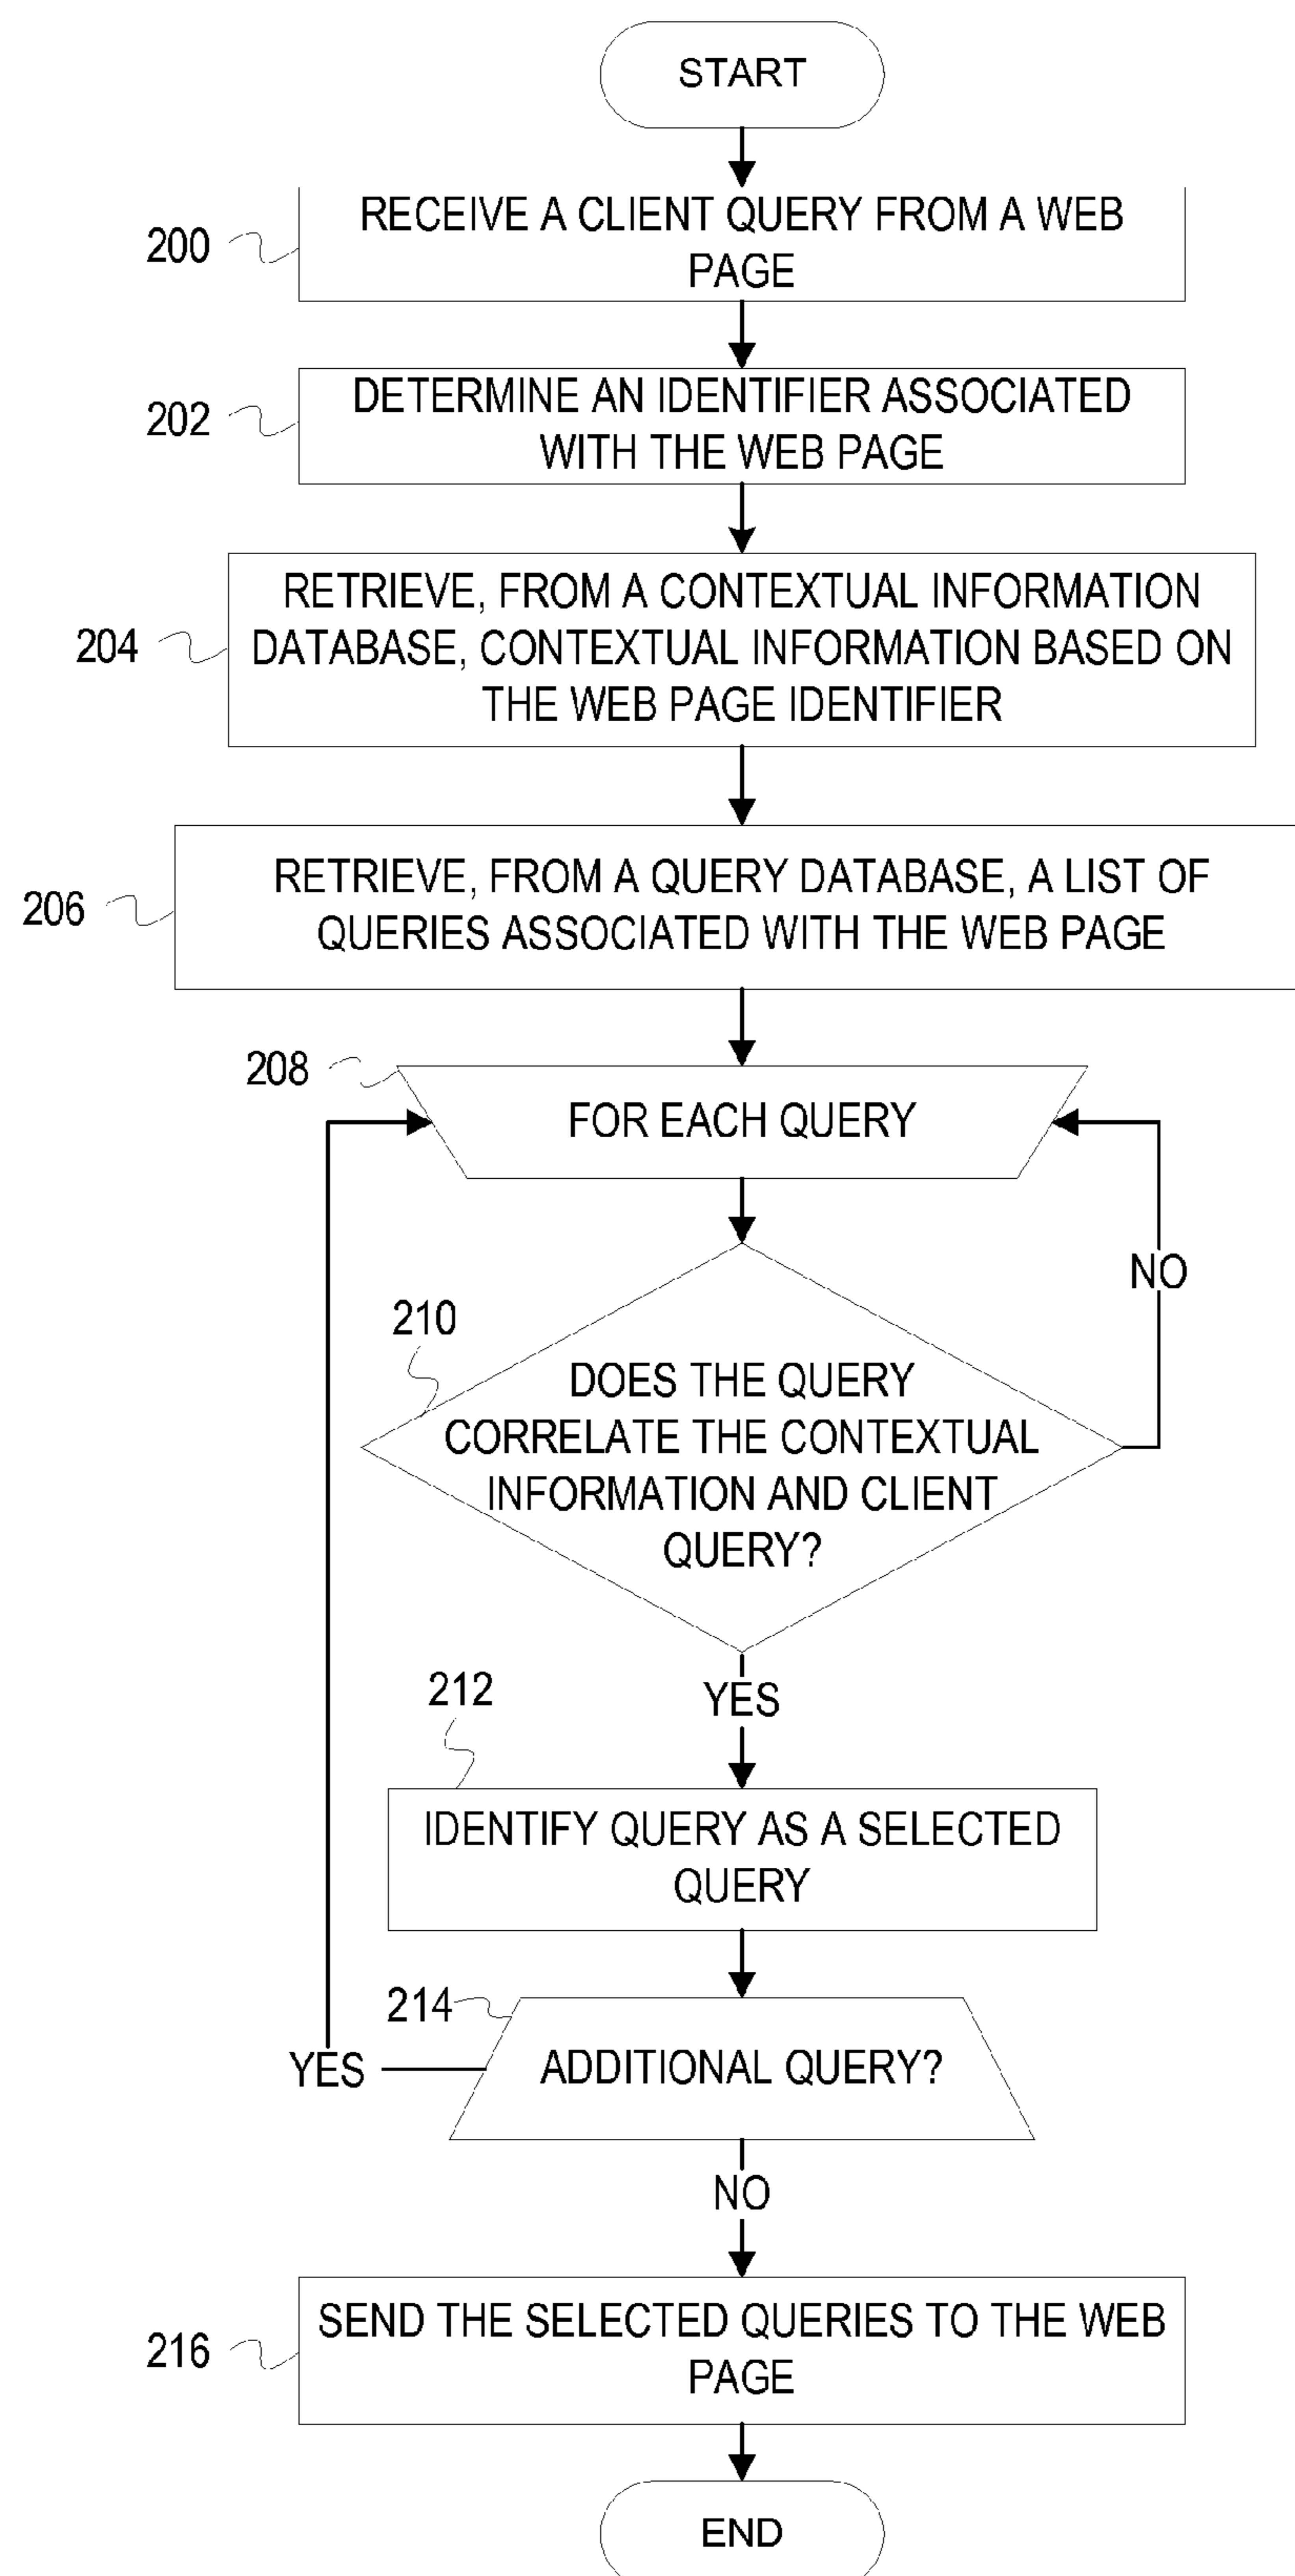 START
RECEIVE A CLIENT QUERY FROM A WEB
PAGE
200
DETERMINE AN IDENTIFIER ASSOCIATED
WITH THE WEB PAGE
202
RETRIEVE, FROM A CONTEXTUAL INFORMATION
DATABASE, CONTEXTUAL INFORMATION BASED ON
THE WEB PAGE IDENTIFIER
204
RETRIEVE, FROM A QUERY DATABASE, A LIST OF
QUERIES ASSOCIATED WITH THE WEB PAGE
206
208
FOR EACH QUERY
NO
210
DOES THE QUERY
CORRELATE THE CONTEXTUAL
INFORMATION AND CLIENT
QUERY?
YES
212
IDENTIFY QUERY AS A SELECTED
QUERY
214
ADDITIONAL QUERY?
YES
NO
SEND THE SELECTED QUERIES TO THE WEB
PAGE
216
END